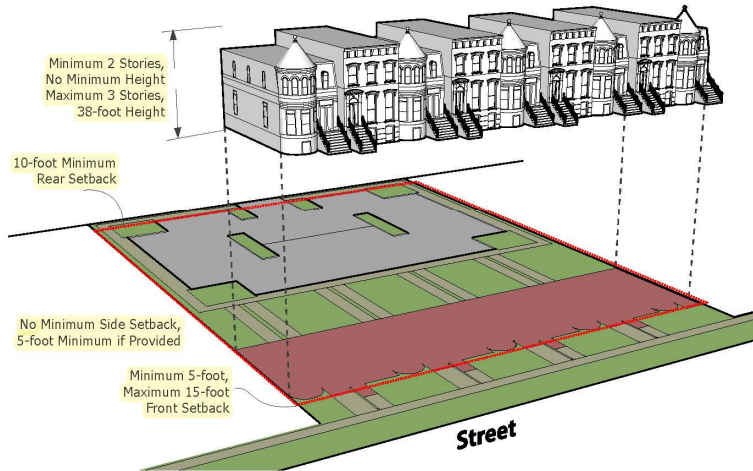 Minimum 2 Stories,
No Minimum Height
Maximum 3 Stories,
38-foot Height
10-foot Minimum
Rear Setback
No Minimum Side Setback,
5-foot Minimum if Provided
Minimum 5-foot,
Maximum 15-foot
Front Setback
Street